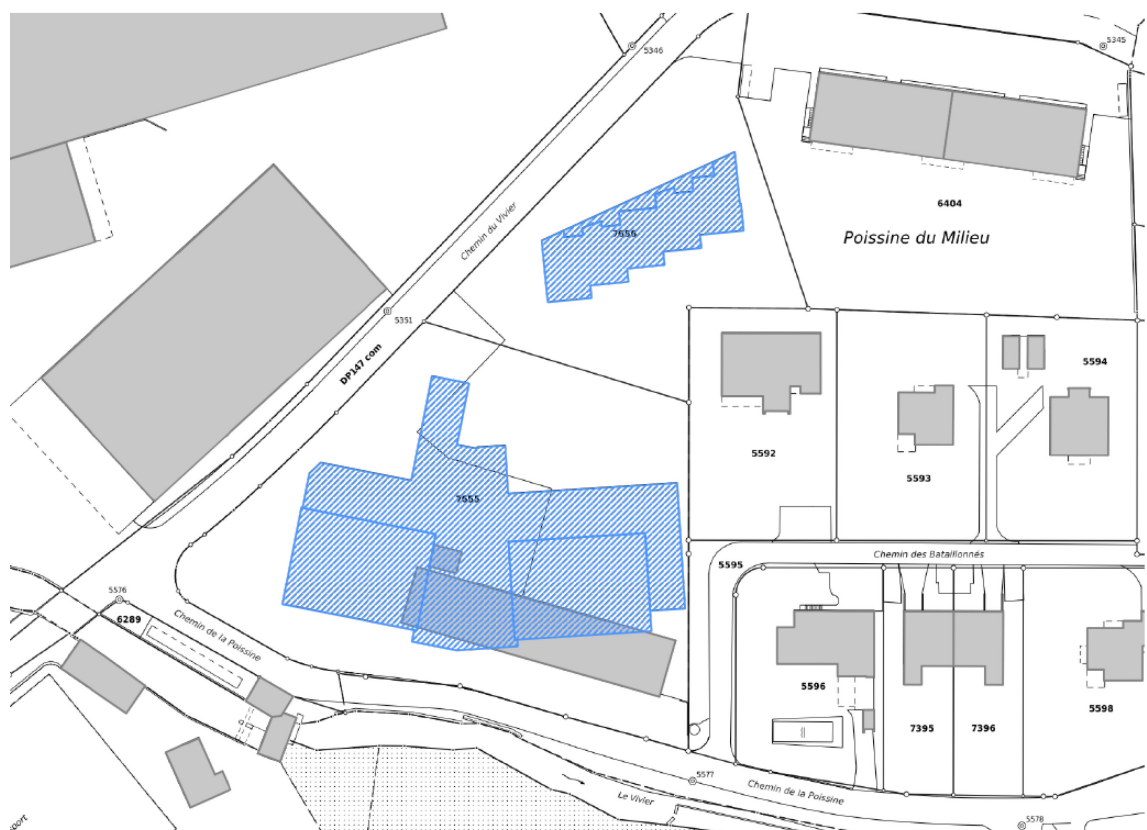 5346
5345
6404
Poissine du Milieu
7656
Chemin du Vivier
5351
DP147 com
5594
5592
5593
7655
Chemin des Bataillonnés
5595
5576
6289
Chemin de la Poissine
5596
7395
7396
5598
5577
Chemin de la Poissine
Le Vivier
5578